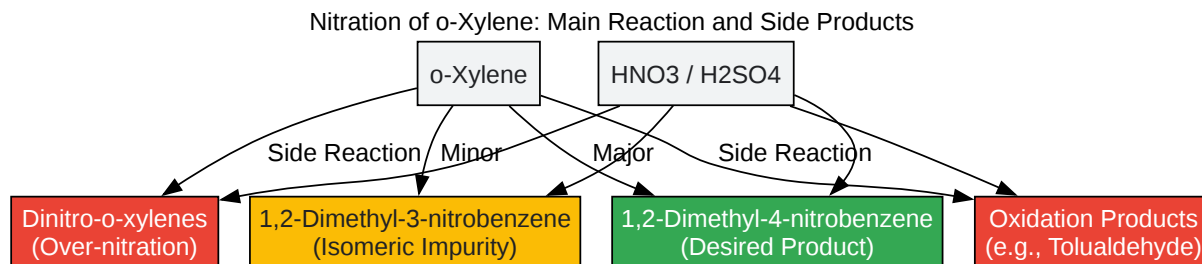 Nitration of o-Xylene: Main Reaction and Side Products
o-Xylene
HNO3 / H2SO4
Side Reaction
Minor
Major
Side Reaction
Dinitro-o-xylenes
(Over-nitration)
1,2-Dimethyl-3-nitrobenzene
(Isomeric Impurity)
1,2-Dimethyl-4-nitrobenzene
(Desired Product)
Oxidation Products
(e.g., Tolualdehyde)